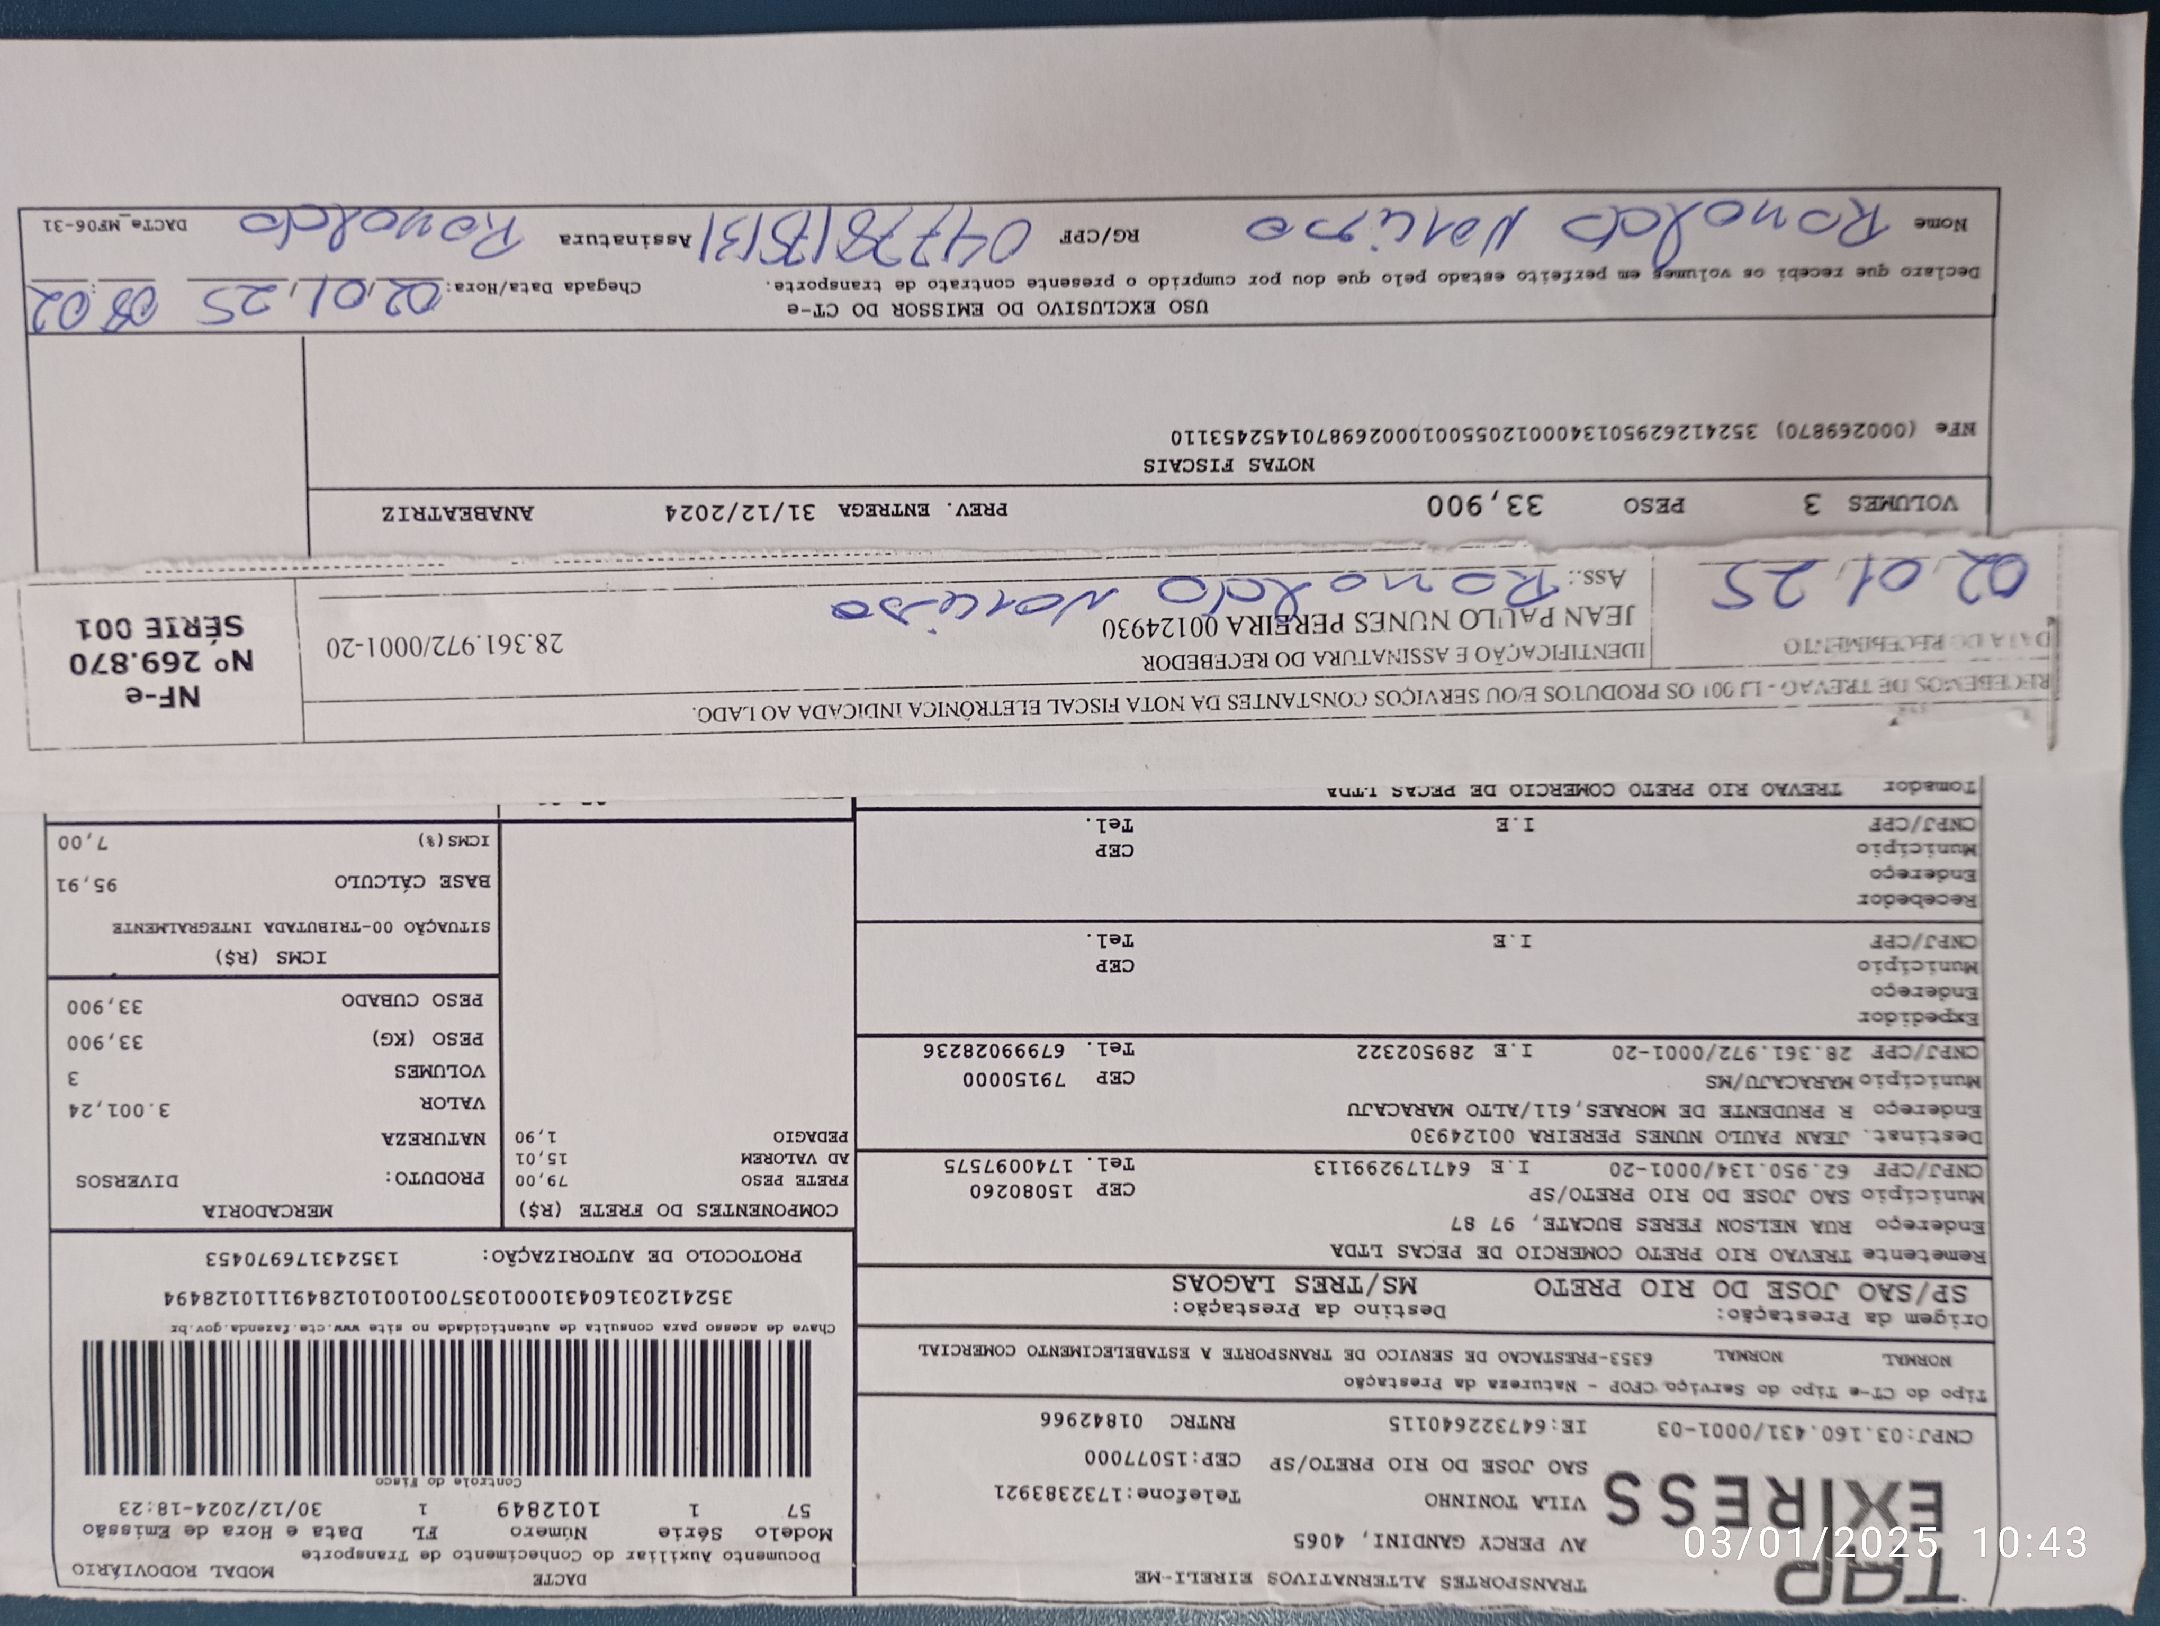 TRANSPORTES ALTERNATIVOS EIRELI-ME
AV PERCY GANDINI, 4065
EXPRESS
VILA TONINHO Telefone:1732383921
SAO JOSE DO RIO PRETO/SP CEP:15077000
CNPJ:03.160.431/0001-03 IE:647322640115 RNTRC 01842966
Tipo do CT-e Tipo do Serviço CFOP - Natureza da Prestação
NORMAL NORMAL 6353-PRESTACAO DE SERVICO DE TRANSPORTE A ESTABELECIMENTO COMERCIAL
Origem da Prestação: Destino da Prestação:
SP/SAO JOSE DO RIO PRETO MS/TRES LAGOAS
Remetente TREVAO RIO PRETO COMERCIO DE PECAS LTDA
Endereço RUA NELSON FERES BUCATE, 97 87
Município SAO JOSE DO RIO PRETO/SP CEP 15080260
CNPJ/CPF 62.950.134/0001-20 I.E 647179299113 Tel. 1740097575
Destinat. JEAN PAULO NUNES PEREIRA 00124930
Endereço R PRUDENTE DE MORAES,611/ALTO MARACAJU
Município MARACAJU/MS CEP 79150000
CNPJ/CPF 28.361.972/0001-20 I.E 289502322 Tel. 67999028236
Expedidor
Endereço
Município CEP
CNPJ/CPF I.E Tel.
Recebedor
Endereço
Município CEP
CNPJ/CPF I.E Tel.
Tomador TREVAO RIO PRETO COMERCIO DE PECAS LTDA
DACTE MODAL RODOVIÁRIO
Documento Auxiliar do Conhecimento de Transporte
Modelo Série Número FL Data e Hora de Emissão
57 1 1012849 1 30/12/2024-18:23
Controle do Fisco
Chave de acesso para consulta de autenticidade no site www.cte.fazenda.gov.br
35241203160431000103570010010128491110128494
PROTOCOLO DE AUTORIZAÇÃO: 135243176970453
COMPONENTES DO FRETE (R$)
FRETE PESO 79,00
AD VALOREM 15,01
PEDAGIO 1,90
MERCADORIA
PRODUTO: DIVERSOS
NATUREZA
VALOR 3.001,24
VOLUMES 3
PESO (KG) 33,900
PESO CUBADO 33,900
ICMS (R$)
SITUAÇÃO 00-TRIBUTADA INTEGRALMENTE
BASE CÁLCULO 95,91
ICMS(%) 7,00
RECEBEMOS DE TREVAO - LJ 001 OS PRODUTOS E/OU SERVIÇOS CONSTANTES DA NOTA FISCAL ELETRÔNICA INDICADA AO LADO.
DATA DO RECEBIMENTO
02.01.25
IDENTIFICAÇÃO E ASSINATURA DO RECEBEDOR
JEAN PAULO NUNES PEREIRA 00124930 28.361.972/0001-20
Ass.: Ronaldo Narciso
NF-e
Nº 269.870
SÉRIE 001
VOLUMES 3 PESO 33,900 PREV. ENTREGA 31/12/2024 ANABEATRIZ
NOTAS FISCAIS
NFe (000269870) 35241262950134000120550010002698701452453110
USO EXCLUSIVO DO EMISSOR DO CT-e
Declaro que recebi os volumes em perfeito estado pelo que dou por cumprido o presente contrato de transporte. Chegada Data/Hora: 02.01.25 08:02
Nome Ronaldo Narciso RG/CPF Assinatura Ronaldo DACTe_MF06-31
03/01/2025 10:43